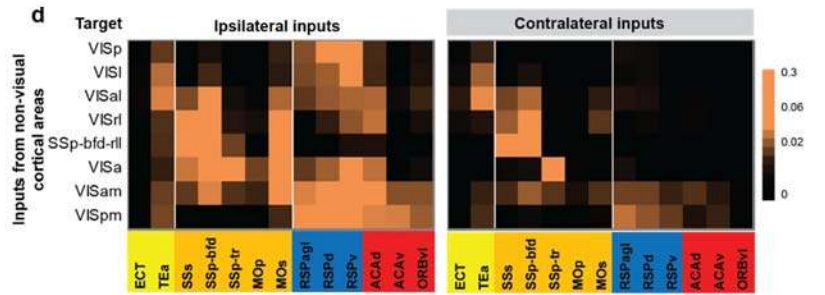 d
Target
Ipsilateral inputs
Contralateral inputs
Inputs from non-visual
cortical areas
VISp
VISl
VISal
VISrl
SSp-bfd-rll
VISa
VISam
VISpm
0.3
0.06
0.02
0
ECT
TEa
SSs
SSp-bfd
SSp-tr
MOp
MOs
RSPagl
RSPd
RSPv
ACAd
ACAv
ORBvl
ECT
TEa
SSs
SSp-bfd
SSp-tr
MOp
MOs
RSPagl
RSPd
RSPv
ACAd
ACAv
ORBvl